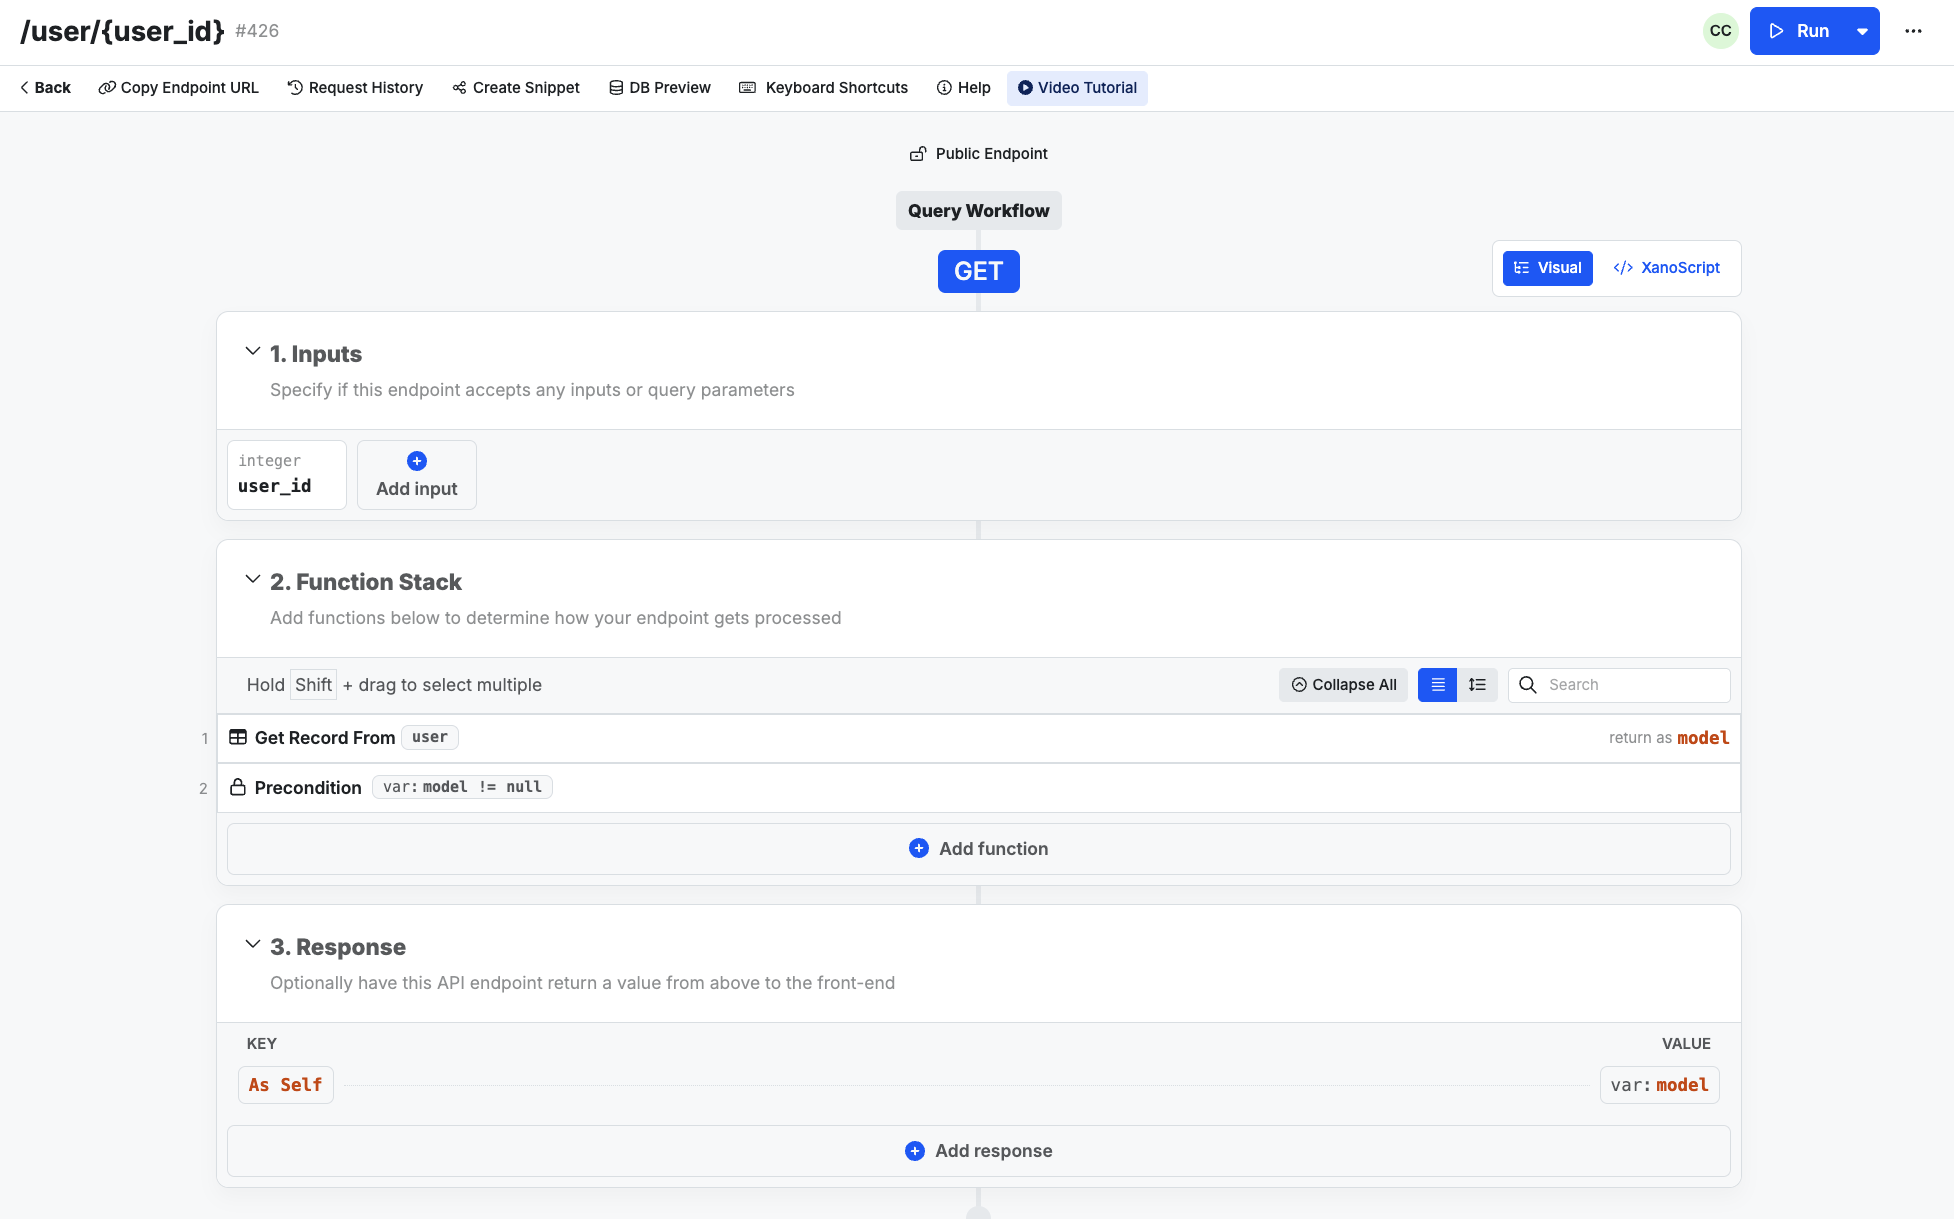 /user/{user_id} #426
CC
Run
Back
Copy Endpoint URL
Request History
Create Snippet
DB Preview
Keyboard Shortcuts
Help
Video Tutorial
Public Endpoint
Query Workflow
GET
Visual
</> XanoScript
1. Inputs
Specify if this endpoint accepts any inputs or query parameters
integer
user_id
Add input
2. Function Stack
Add functions below to determine how your endpoint gets processed
Hold Shift + drag to select multiple
Collapse All
Search
1 Get Record From user return as model
2 Precondition var: model != null
Add function
3. Response
Optionally have this API endpoint return a value from above to the front-end
KEY VALUE
As Self var: model
Add response